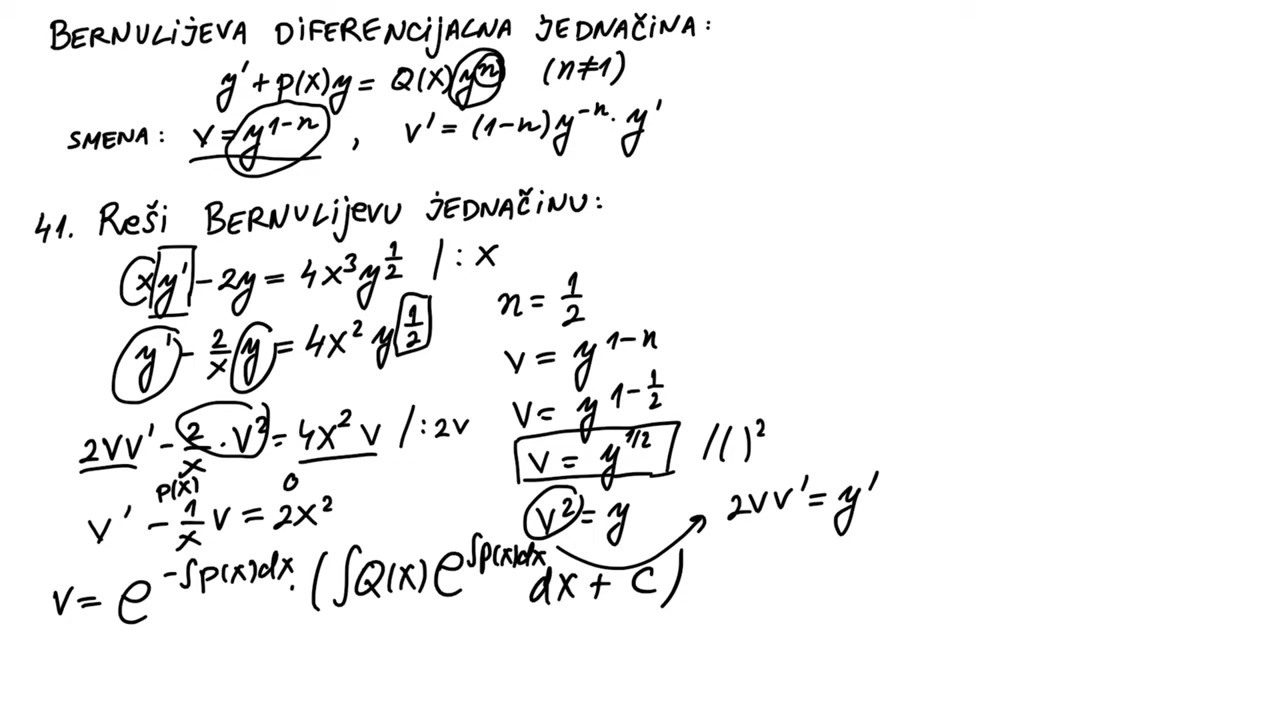 BERNULIJEVA DIFERENCIJALNA JEDNAČINA:
y' + p(x)y = Q(x)yⁿ (n≠1)
SMENA: v = y^{1-n}, v' = (1-n)y^{-n}·y'
41. Reši BERNULIJEVU JEDNAČINU:
xy' - 2y = 4x³y^{1/2} /:x
y' - 2/x y = 4x² y^{1/2}
2vv' - 2/x · v² = 4x² v /:2v
p(x) Q
v' - 1/x v = 2x²
n = 1/2
v = y^{1-n}
v = y^{1-1/2}
v = y^{1/2} /( )²
v² = y
2vv' = y'
v = e^{-∫p(x)dx} · (∫Q(x) e^{∫p(x)dx} dx + C)